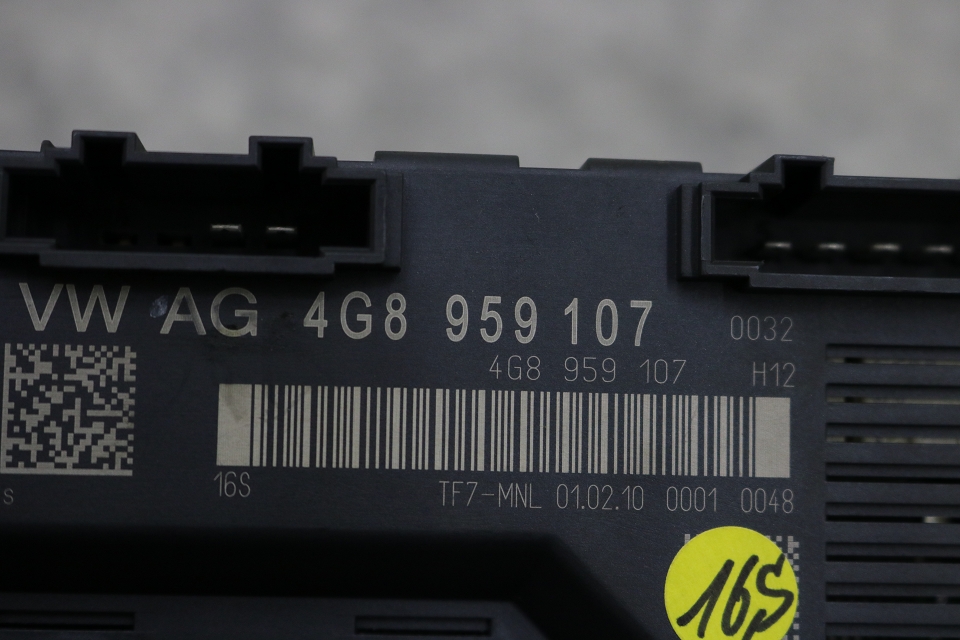 VW AG 4G8 959 107 0032
4G8 959 107 H12
16S TF7-MNL 01.02.10 0001 0048
S
16S